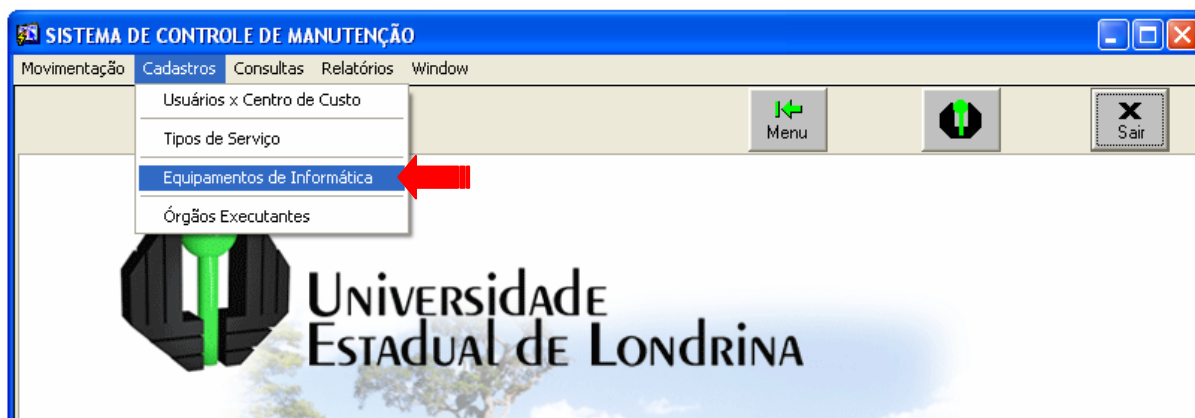 SISTEMA DE CONTROLE DE MANUTENÇÃO
Movimentação Cadastros Consultas Relatórios Window
Usuários x Centro de Custo
Tipos de Serviço
Equipamentos de Informática
Órgãos Executantes
Menu
Sair
Universidade
Estadual de Londrina